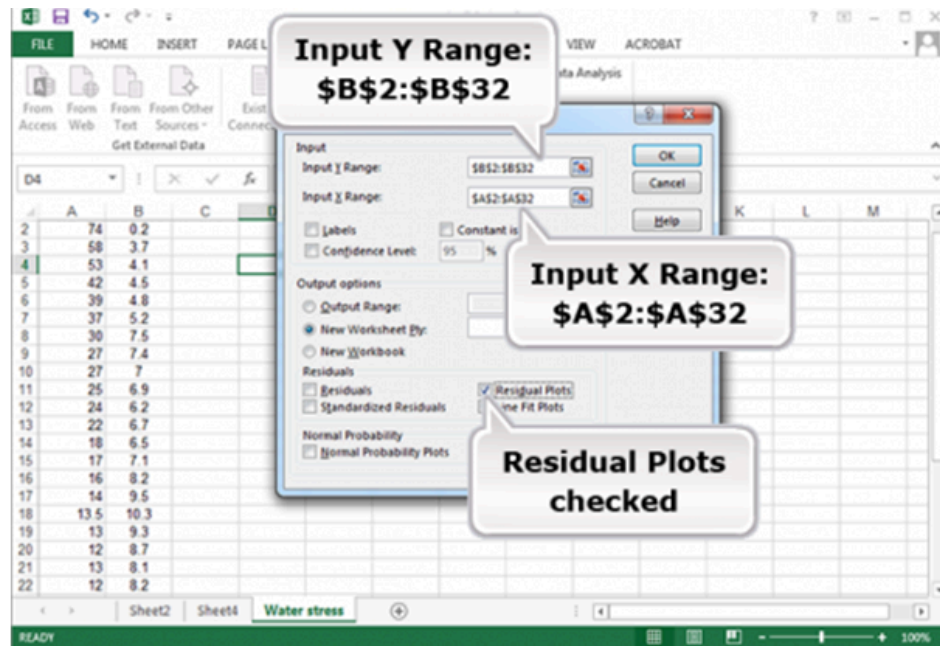 FILE HOME INSERT PAGE L VIEW ACROBAT
Input Y Range:
$B$2:$B$32
ata Analysis
From Access
From Web
From Text
From Other Sources
Exist
Connec
Get External Data
D4
fx
A B C D K L M
2 74 0.2
3 58 3.7
4 53 4.1
5 42 4.5
6 39 4.8
7 37 5.2
8 30 7.5
9 27 7.4
10 27 7
11 25 6.9
12 24 6.2
13 22 6.7
14 18 6.5
15 17 7.1
16 16 8.2
17 14 9.5
18 13.5 10.3
19 13 9.3
20 12 8.7
21 13 8.1
22 12 8.2
Input
Input Y Range: $B$2:$B$32
Input X Range: $A$2:$A$32
Labels Constant is
Confidence Level: 95 %
OK
Cancel
Help
Input X Range:
$A$2:$A$32
Output options
Output Range:
New Worksheet Ply:
New Workbook
Residuals
Residuals Residual Plots
Standardized Residuals ine Fit Plots
Normal Probability
Normal Probability Plots
Residual Plots
checked
Sheet2 Sheet4 Water stress
READY 100%